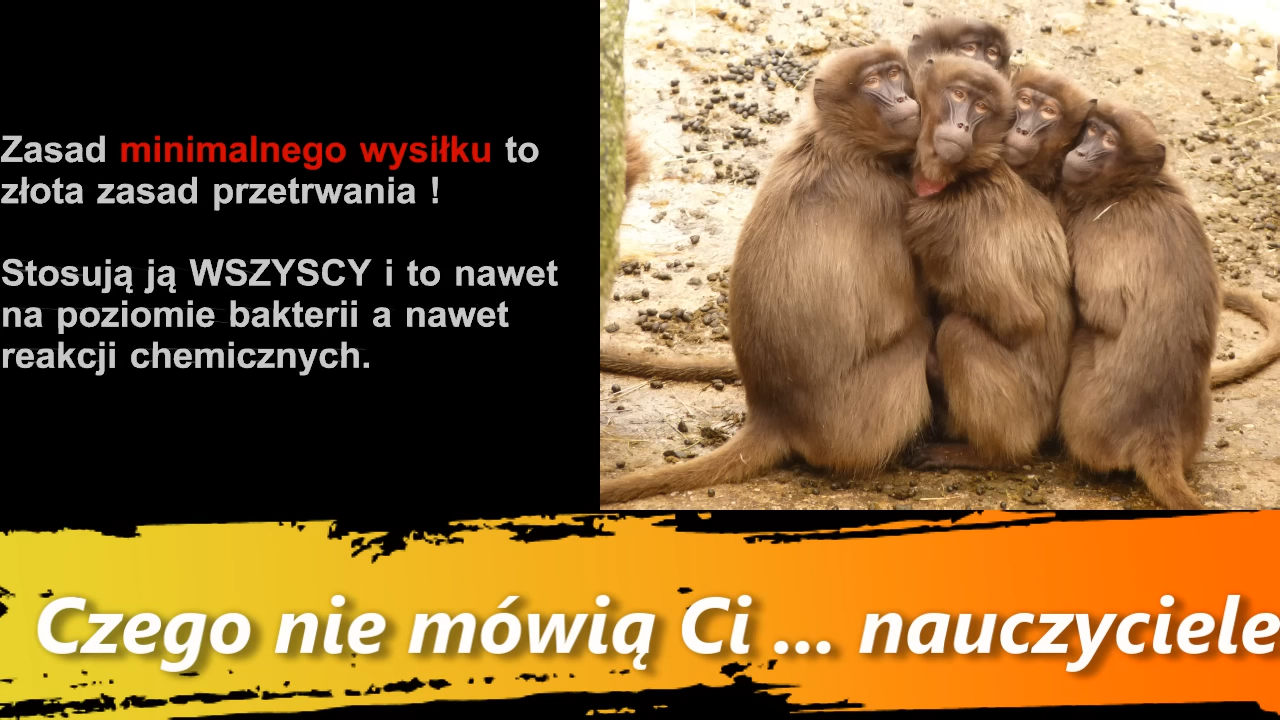 Zasad minimalnego wysiłku to
złota zasad przetrwania !
Stosują ją WSZYSCY i to nawet
na poziomie bakterii a nawet
reakcji chemicznych.
Czego nie mówią Ci ... nauczyciele